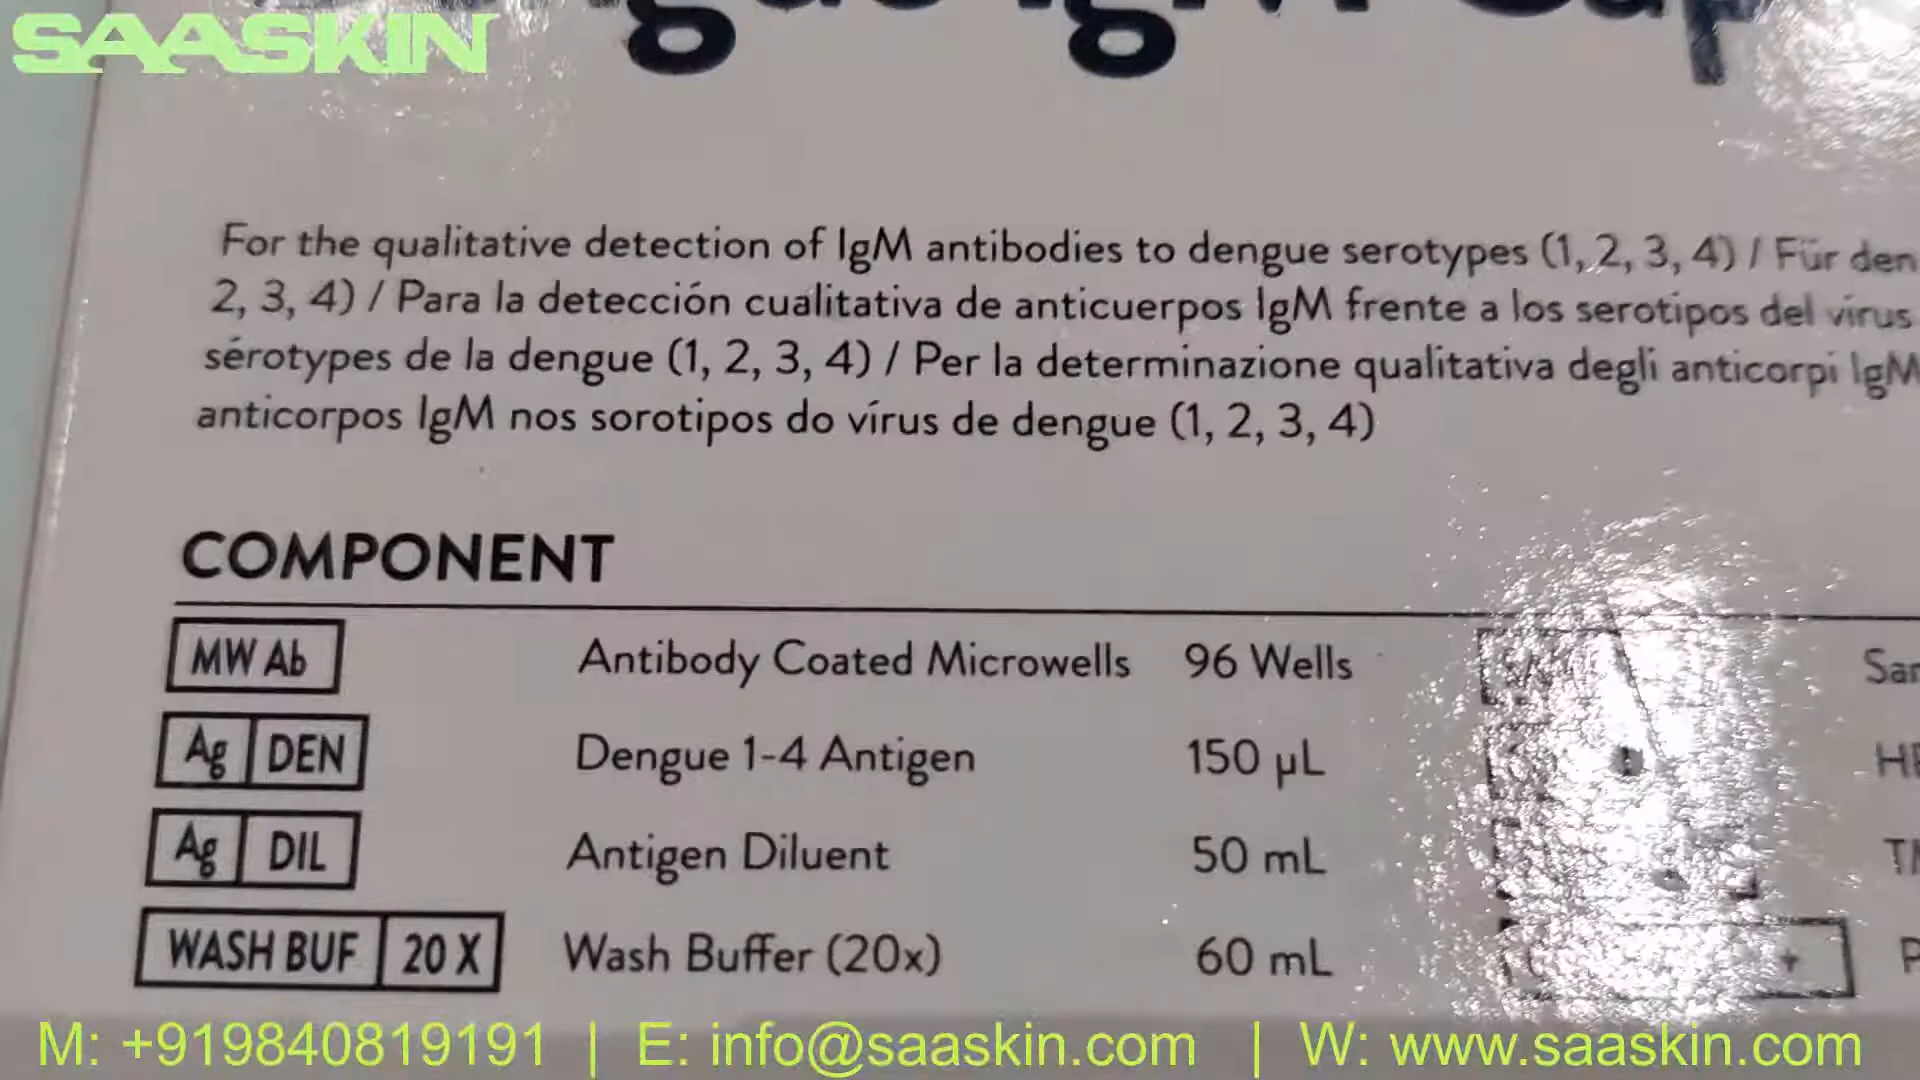 SAASKIN
IgM
For the qualitative detection of IgM antibodies to dengue serotypes (1, 2, 3, 4) / Für den
2, 3, 4) / Para la detección cualitativa de anticuerpos IgM frente a los serotipos del virus
sérotypes de la dengue (1, 2, 3, 4) / Per la determinazione qualitativa degli anticorpi IgM
anticorpos IgM nos sorotipos do vírus de dengue (1, 2, 3, 4)
COMPONENT
MW Ab Antibody Coated Microwells 96 Wells
Ag DEN Dengue 1-4 Antigen 150 µL
Ag DIL Antigen Diluent 50 mL
WASH BUF 20 X Wash Buffer (20x) 60 mL +
M: +919840819191 | E: info@saaskin.com | W: www.saaskin.com